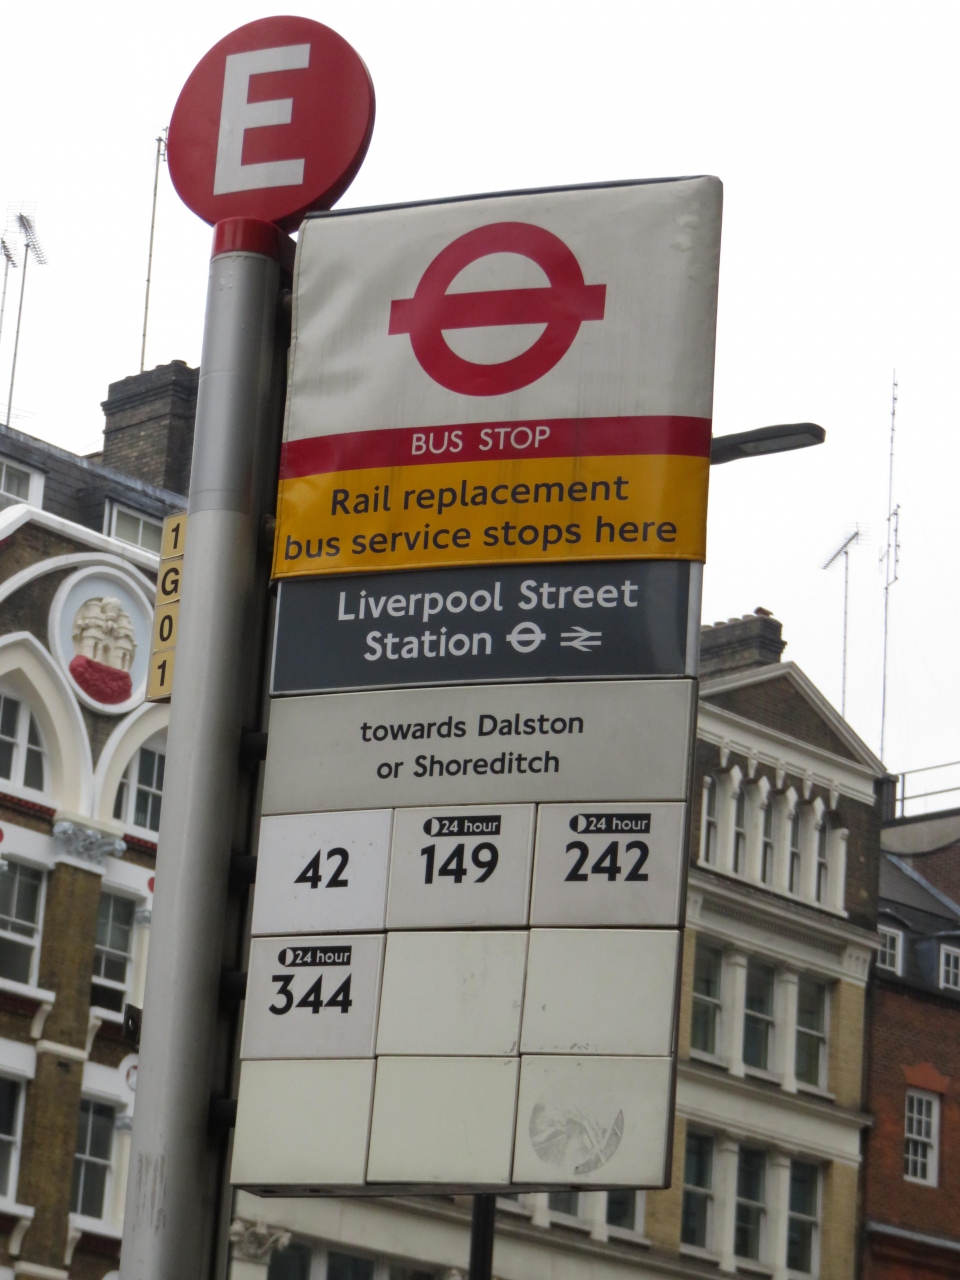 E
BUS STOP
Rail replacement
bus service stops here
Liverpool Street
Station
towards Dalston
or Shoreditch
42
24 hour
149
24 hour
242
24 hour
344
1
G
0
1